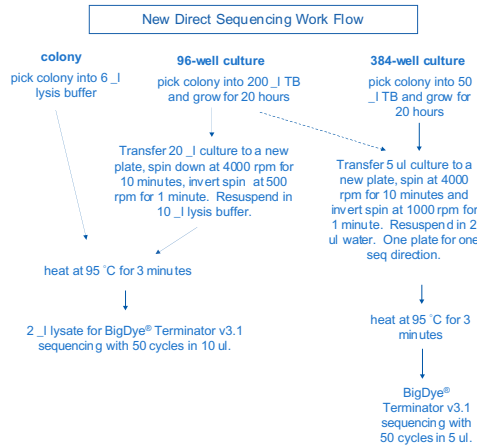 New Direct Sequencing Work Flow
colony
pick colony into 6 _l
lysis buffer
96-well culture
pick colony into 200 _l TB
and grow for 20 hours
384-well culture
pick colony into 50
_l TB and grow for
20 hours
Transfer 20 _l culture to a new
plate, spin down at 4000 rpm for
10 minutes, invert spin at 500
rpm for 1 minute. Resuspend in
10 _l lysis buffer.
Transfer 5 ul culture to a
new plate, spin at 4000
rpm for 10 minutes and
invert spin at 1000 rpm for
1 minute. Resuspend in 2
ul water. One plate for one
seq direction.
heat at 95 °C for 3 minutes
2 _l lysate for BigDye® Terminator v3.1
sequencing with 50 cycles in 10 ul.
heat at 95 °C for 3
minutes
BigDye®
Terminator v3.1
sequencing with
50 cycles in 5 ul.